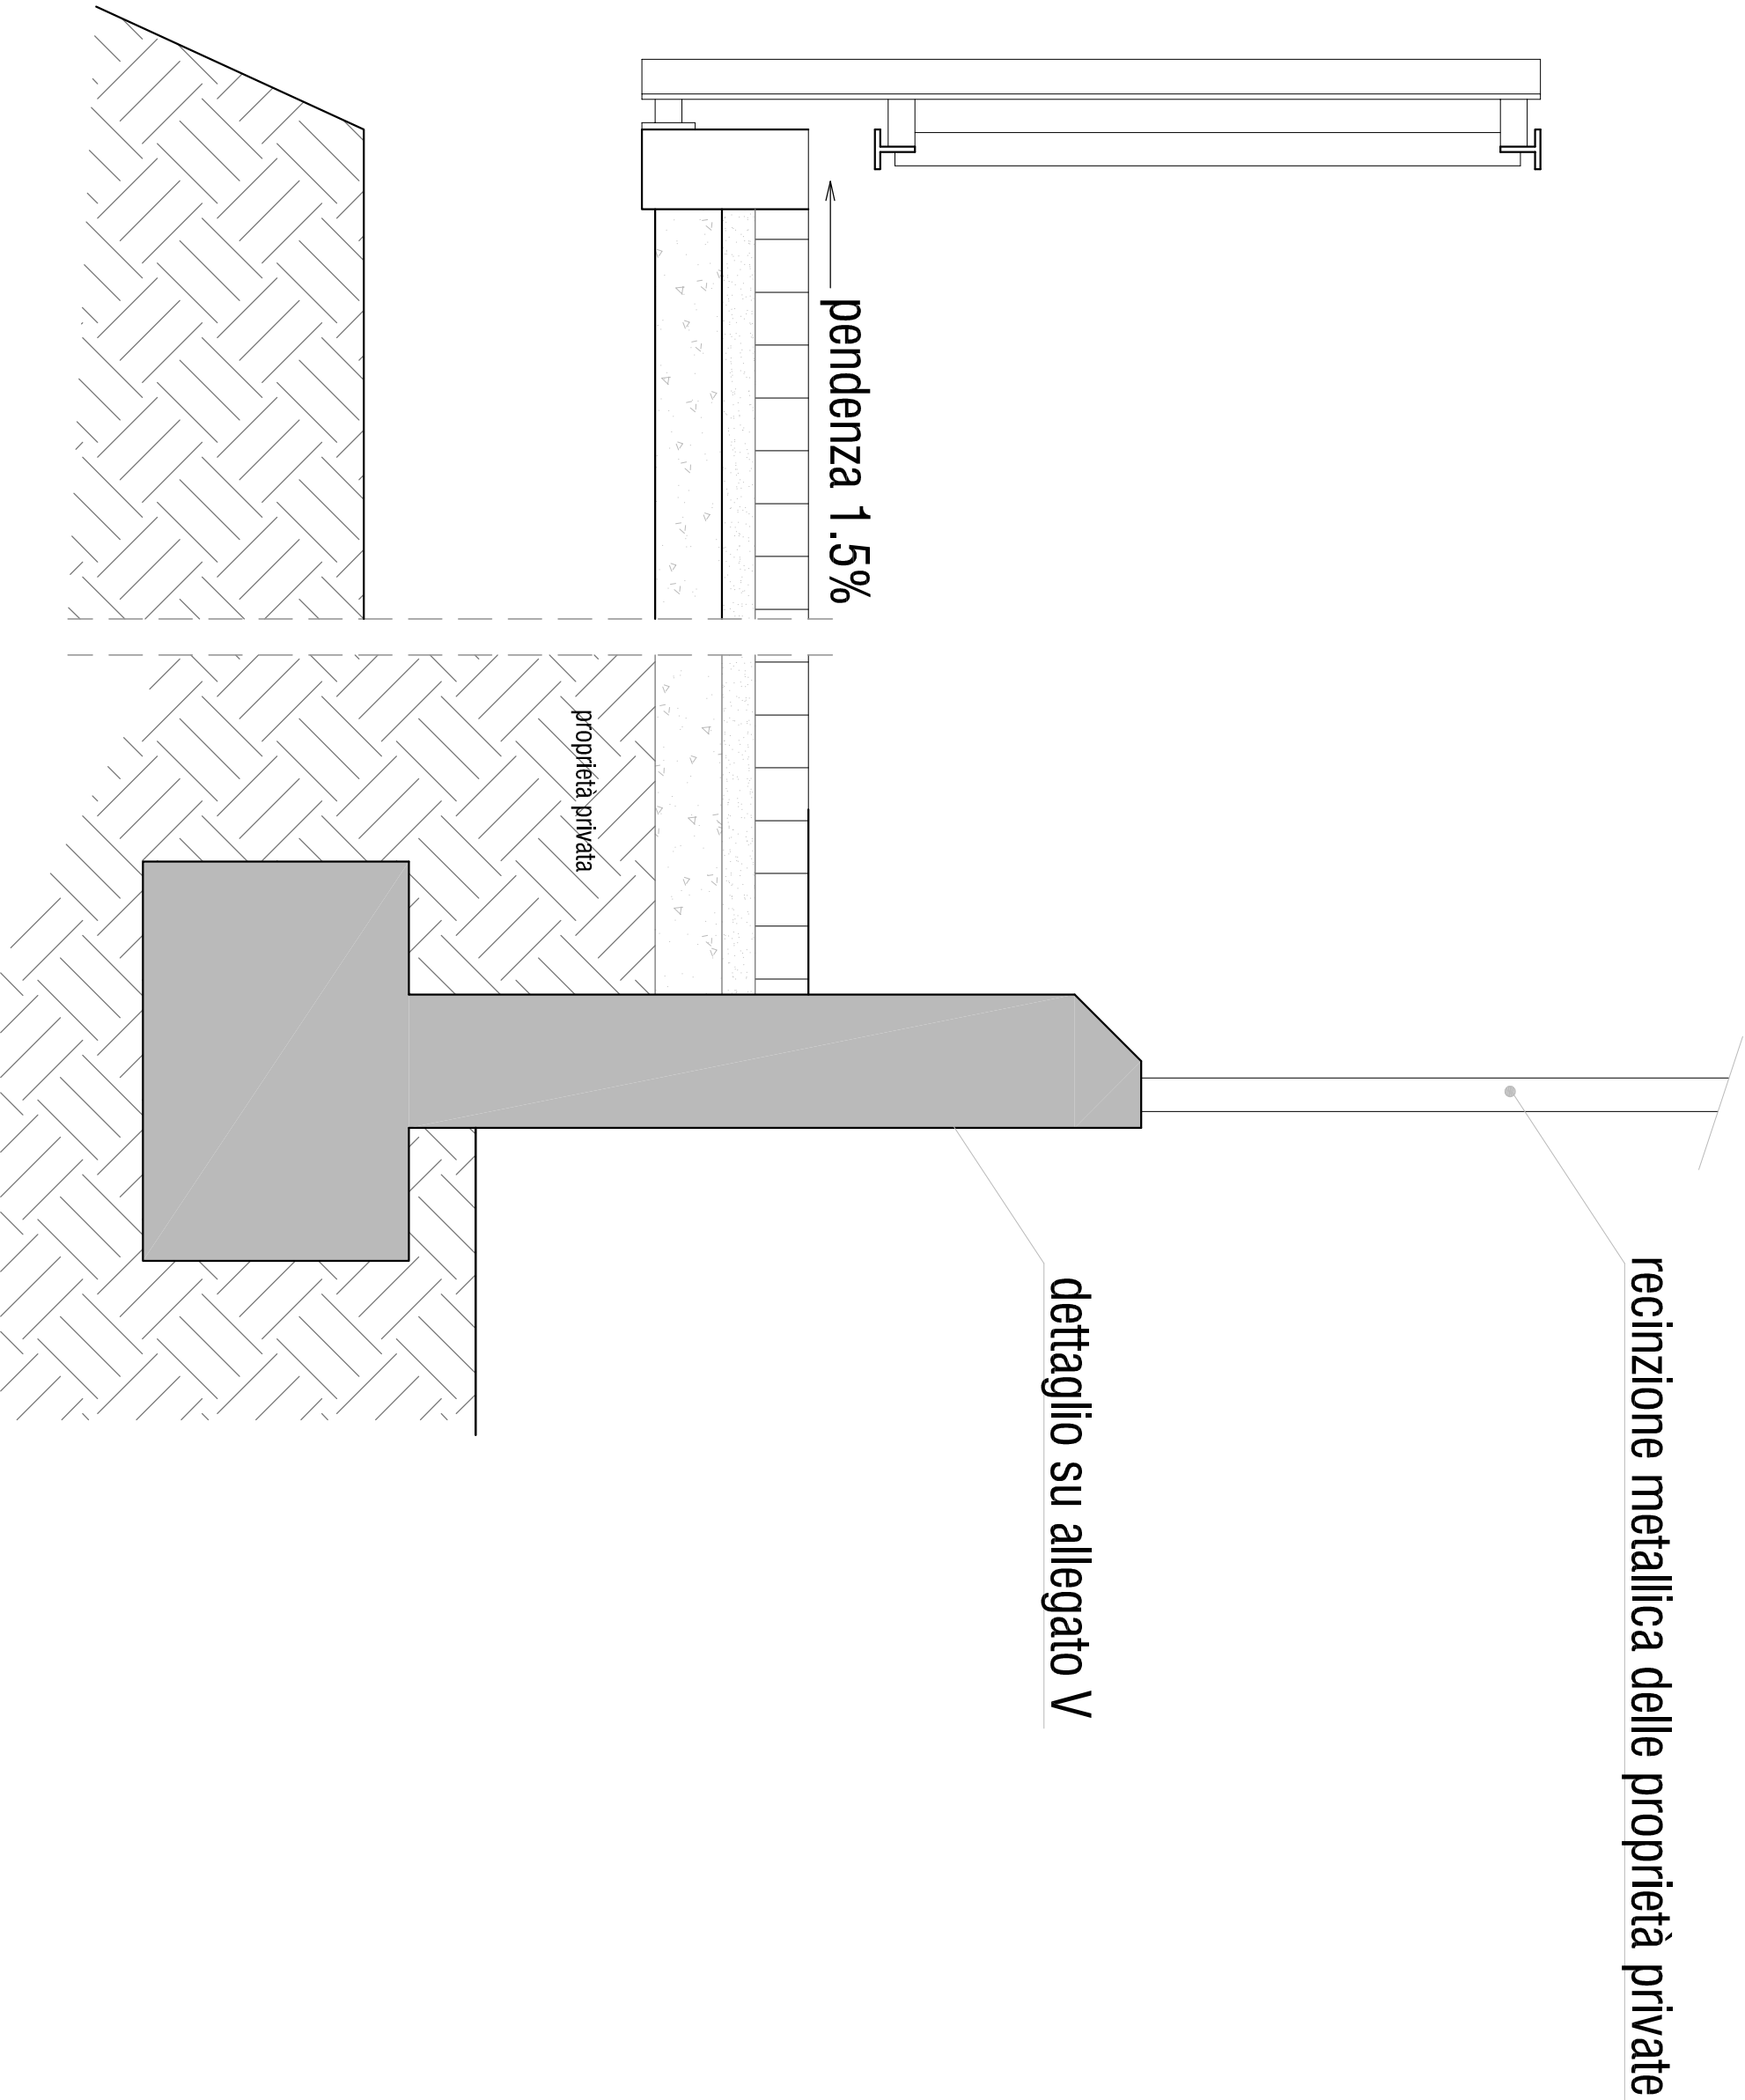 recinzione metallica delle proprietà private
dettaglio su allegato V
pendenza 1.5%
proprietà privata